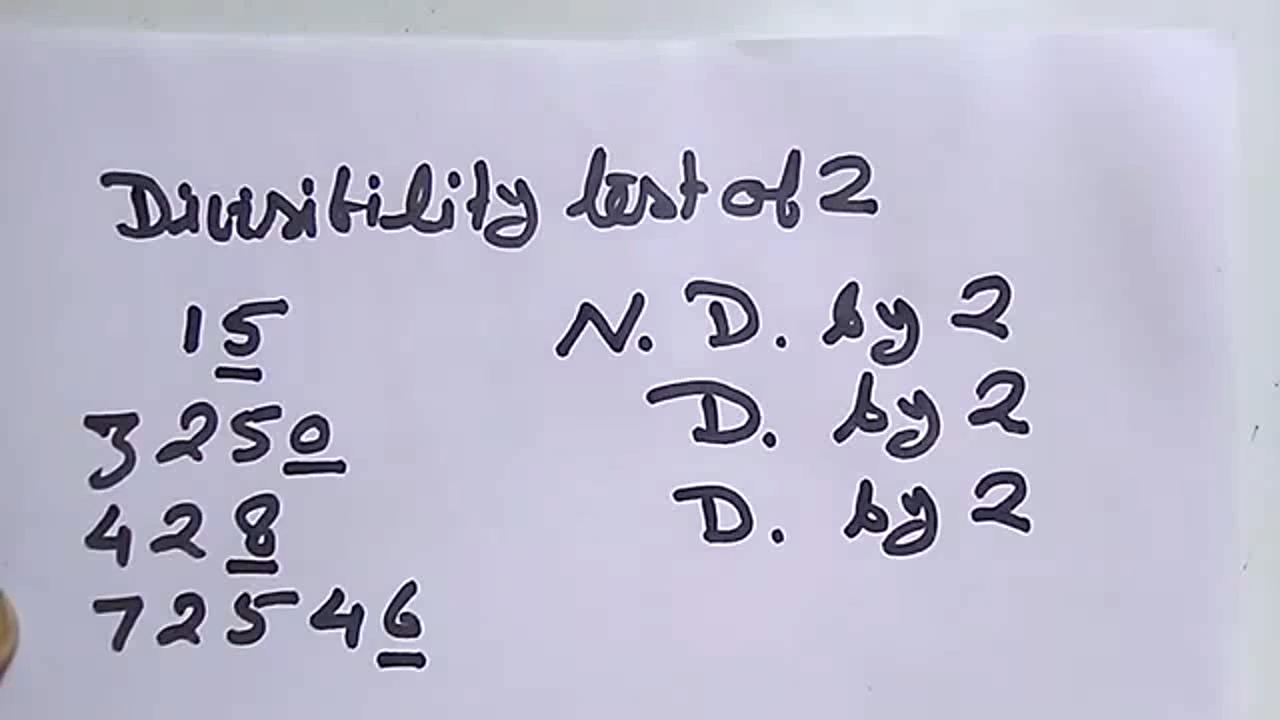 Divisibility test of 2
15 N. D. by 2
3250 D. by 2
428 D. by 2
72546